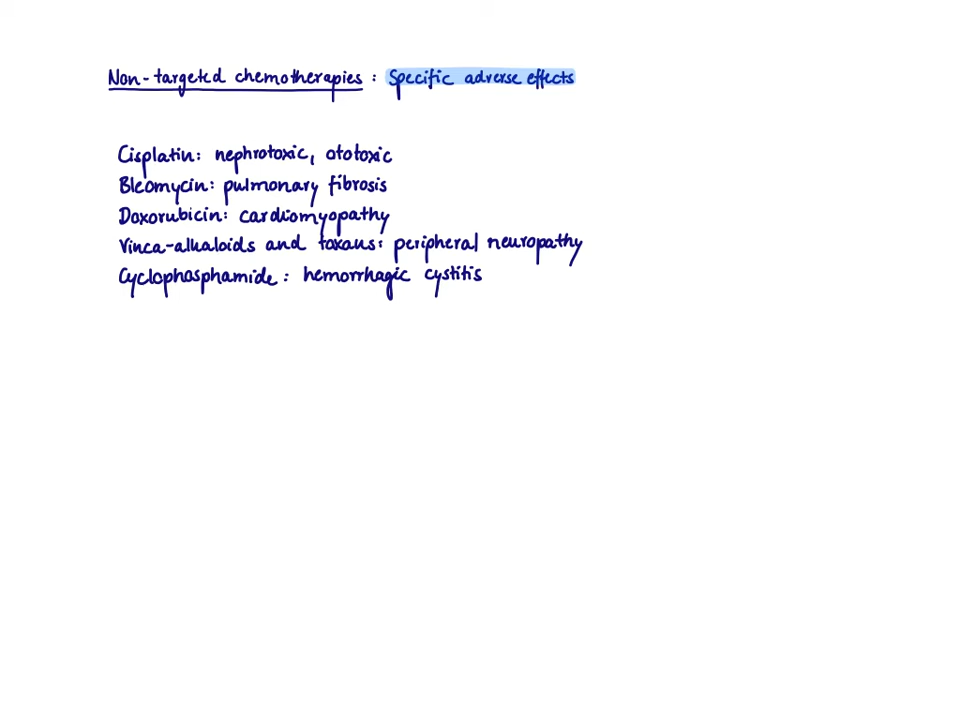 Non-targeted chemotherapies : Specific adverse effects
Cisplatin: nephrotoxic, ototoxic
Bleomycin: pulmonary fibrosis
Doxorubicin: cardiomyopathy
Vinca-alkaloids and taxans: peripheral neuropathy
Cyclophosphamide: hemorrhagic cystitis